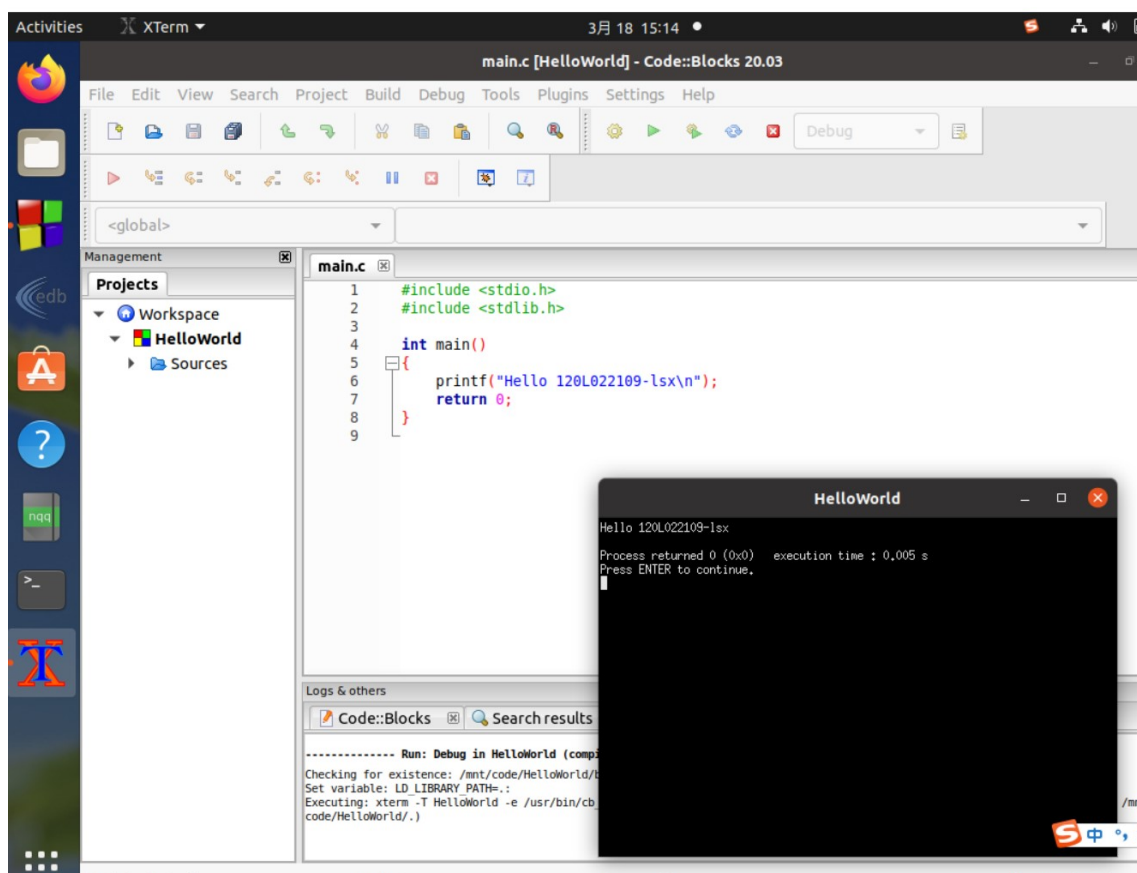 Activities
XTerm
3月 18 15:14
main.c [HelloWorld] - Code::Blocks 20.03
File Edit View Search Project Build Debug Tools Plugins Settings Help
Debug
<global>
Management
Projects
Workspace
HelloWorld
Sources
main.c
1 #include <stdio.h>
2 #include <stdlib.h>
3
4 int main()
5 {
6 printf("Hello 120L022109-lsx\n");
7 return 0;
8 }
9
edb
nqq
HelloWorld
Hello 120L022109-lsx
Process returned 0 (0x0) execution time : 0.005 s
Press ENTER to continue.
Logs & others
Code::Blocks
Search results
-------------- Run: Debug in HelloWorld (compi
Checking for existence: /mnt/code/HelloWorld/b
Set variable: LD_LIBRARY_PATH=.:
Executing: xterm -T HelloWorld -e /usr/bin/cb_
code/HelloWorld/.)
中 °,